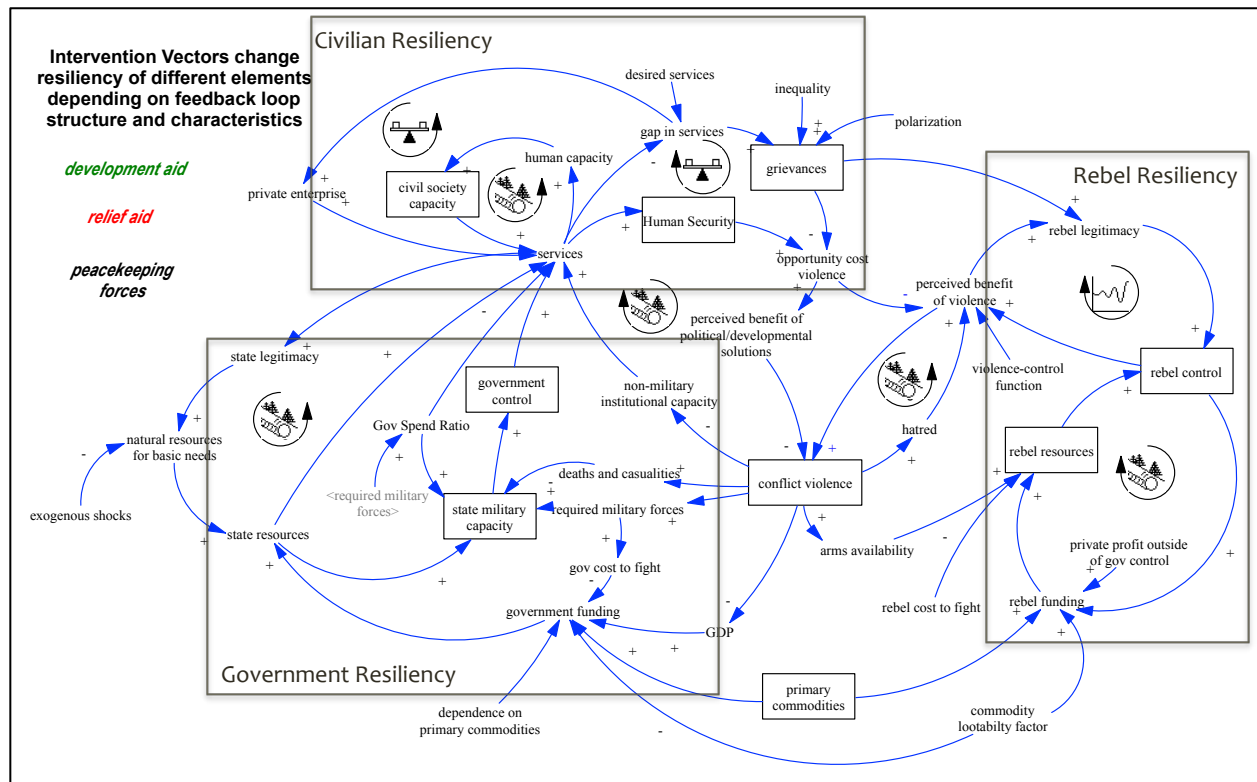 Civilian Resiliency
Intervention Vectors change
resiliency of different elements
depending on feedback loop
structure and characteristics
development aid
relief aid
peacekeeping
forces
desired services
inequality
polarization
gap in services
-
+
+
+
+
human capacity
+
+
grievances
civil society
capacity
private enterprise
+
+
+
Human Security
+
-
services
+
+
opportunity cost
violence
+
Rebel Resiliency
+
rebel legitimacy
+
perceived benefit
of violence
-
+
+
violence-control
function
rebel control
+
+
hatred
+
rebel resources
+
-
+
private profit outside
of gov control
+
rebel funding
+
+
+
rebel cost to fight
perceived benefit of
political/developmental
solutions
non-military
institutional capacity
-
-
+
conflict violence
+
+
+
arms availability
-
GDP
+
-
+
+
state legitimacy
+
government
control
+
Gov Spend Ratio
+
+
+
natural resources
for basic needs
-
exogenous shocks
+
state resources
+
+
<required military
forces>
state military
capacity
deaths and casualities
-
+
required military forces
+
gov cost to fight
-
government funding
+
Government Resiliency
dependence on
primary commodities
-
primary
commodities
commodity
lootabilty factor